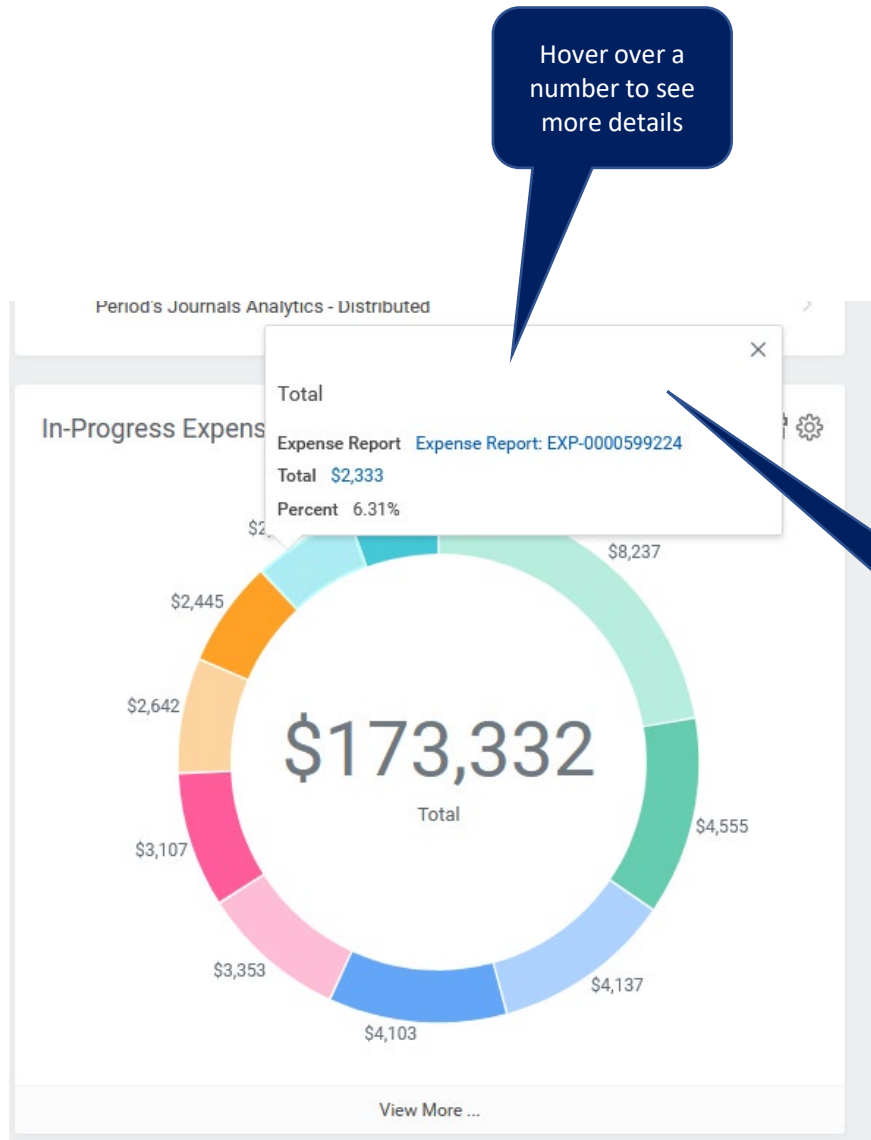 Hover over a
number to see
more details
Period's Journals Analytics - Distributed
Total
In-Progress
Expense Report Expense Report: EXP-0000599224
Total $2,333
Percent 6.31%
$8,237
$2,445
$2,642
$173,332
Total
$4,555
$3,107
$3,353
$4,137
$4,103
View More ...